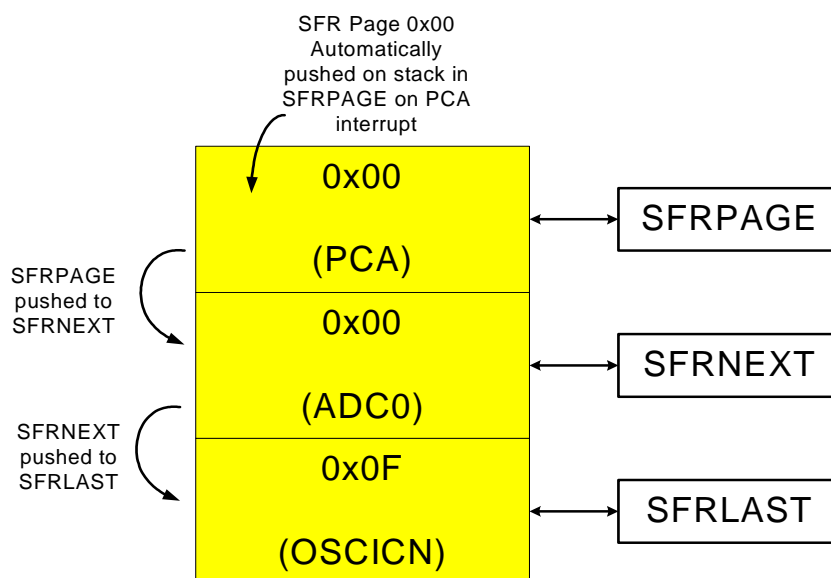 SFR Page 0x00
Automatically
pushed on stack in
SFRPAGE on PCA
interrupt
0x00
(PCA)
SFRPAGE
SFRPAGE
pushed to
SFRNEXT
0x00
(ADC0)
SFRNEXT
SFRNEXT
pushed to
SFRLAST
0x0F
(OSCICN)
SFRLAST